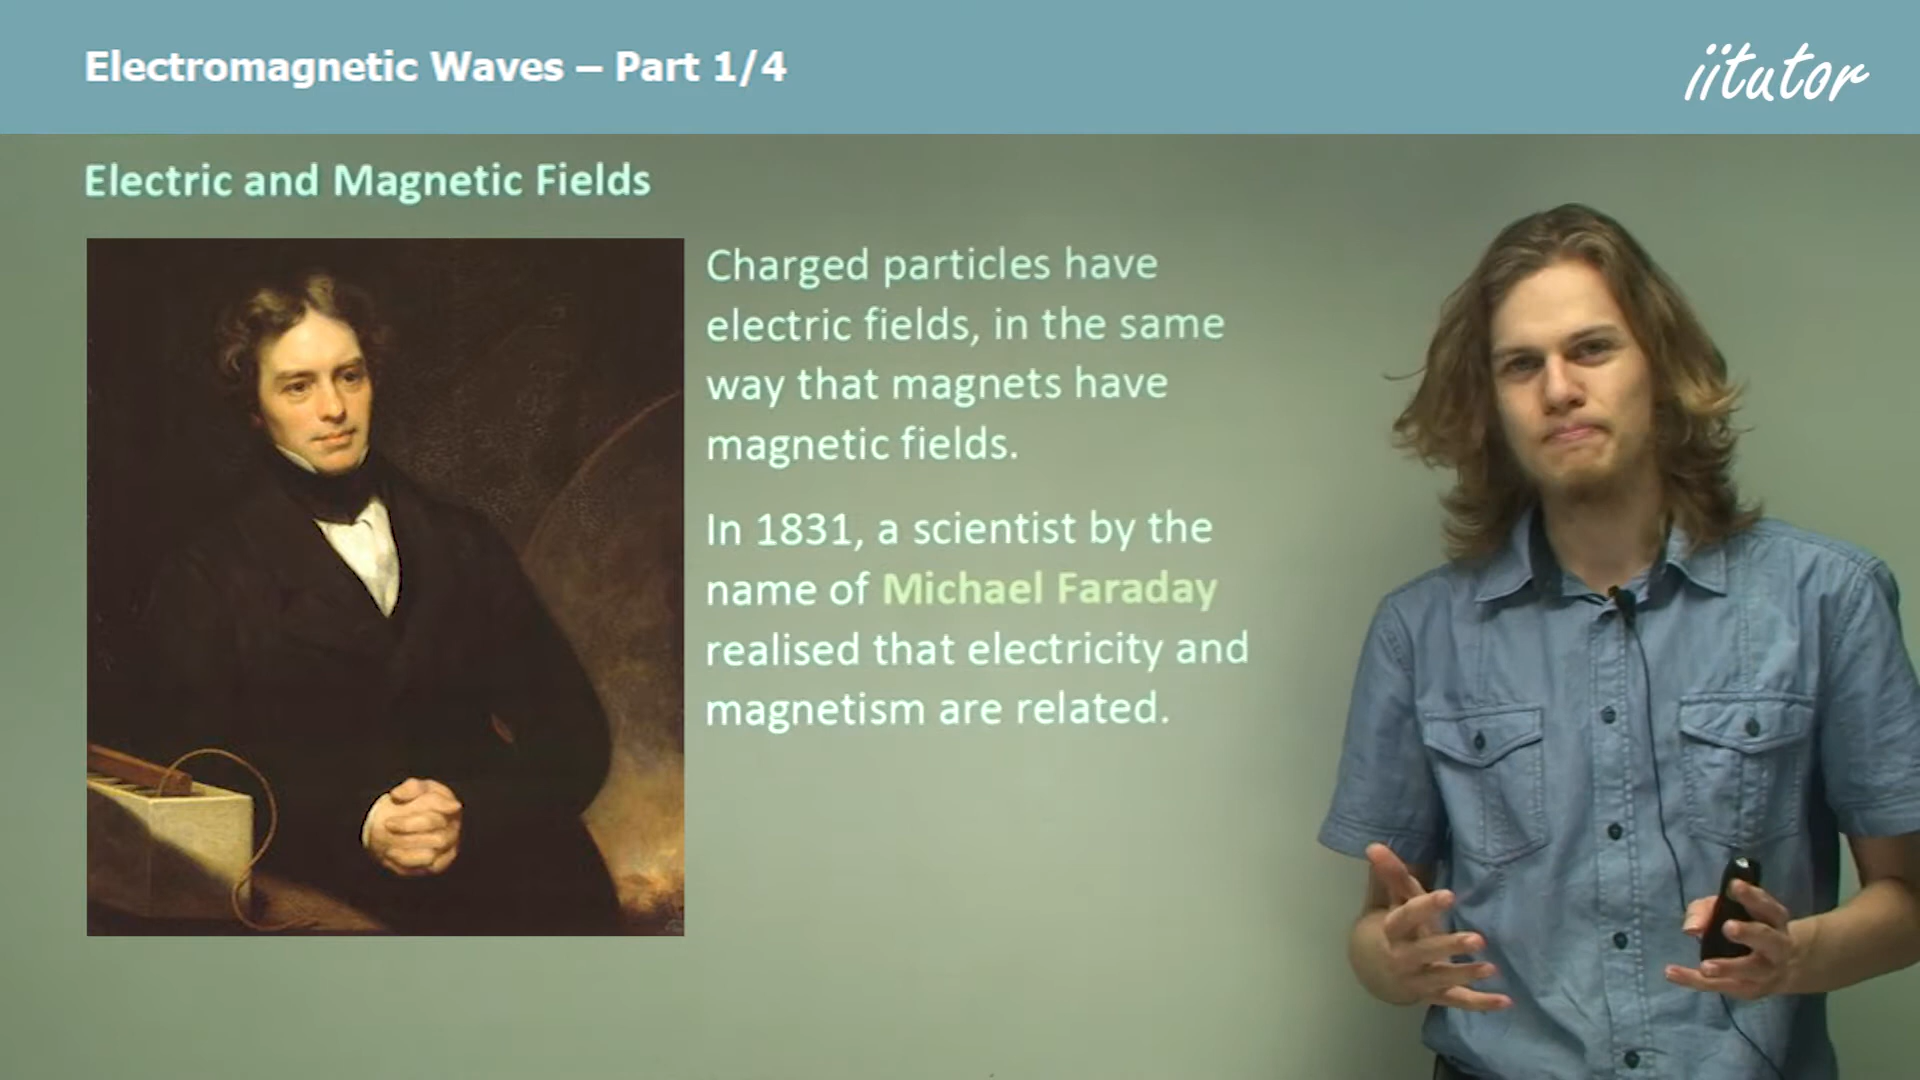 Electromagnetic Waves – Part 1/4
iitutor
Electric and Magnetic Fields
Charged particles have
electric fields, in the same
way that magnets have
magnetic fields.
In 1831, a scientist by the
name of Michael Faraday
realised that electricity and
magnetism are related.